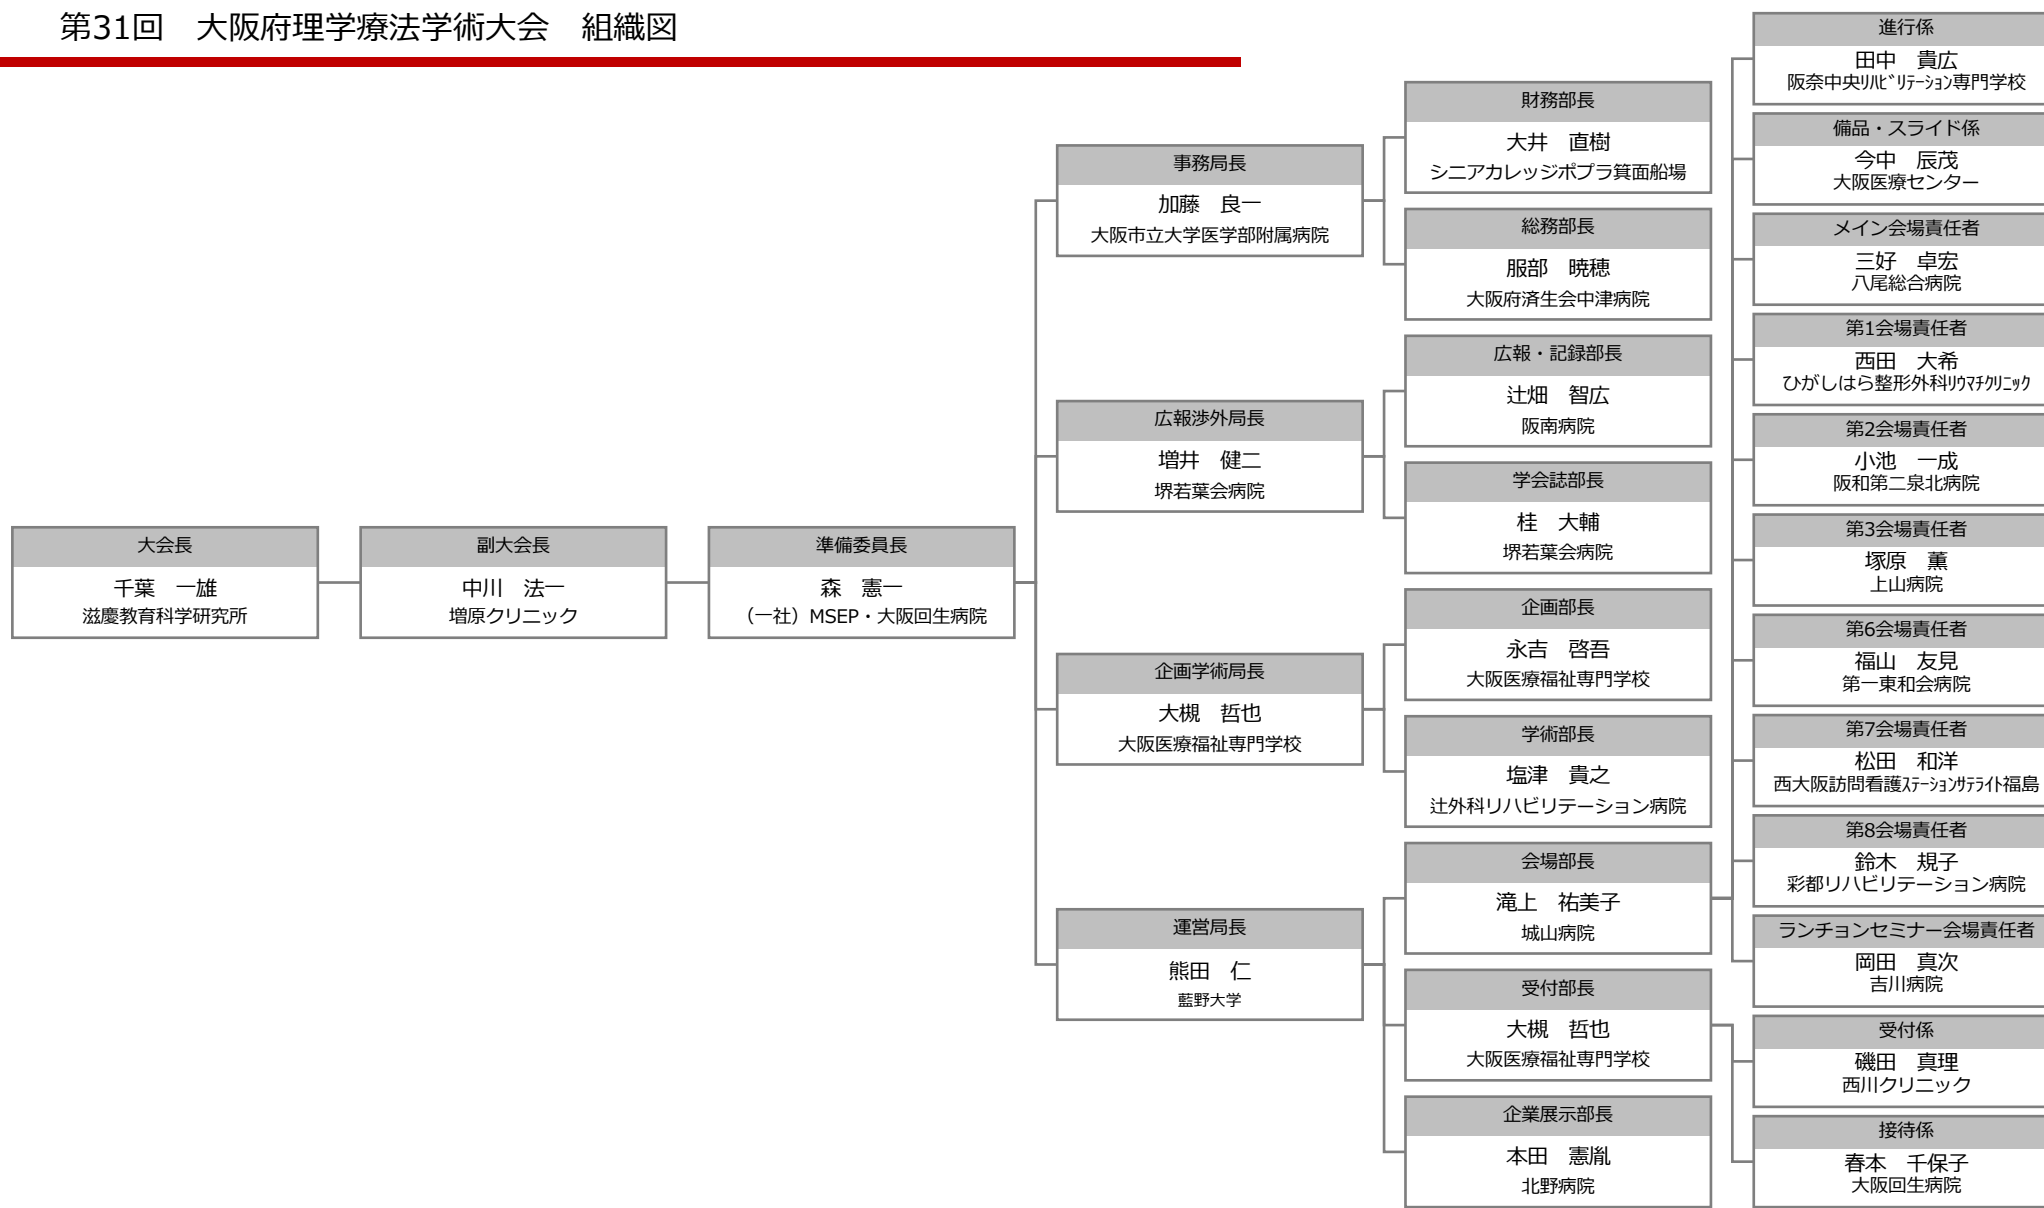 第31回　大阪府理学療法学術大会　組織図
大会長
千葉　一雄
滋慶教育科学研究所
副大会長
中川　法一
増原クリニック
準備委員長
森　憲一
（一社）MSEP・大阪回生病院
事務局長
加藤　良一
大阪市立大学医学部附属病院
広報渉外局長
増井　健二
堺若葉会病院
企画学術局長
大槻　哲也
大阪医療福祉専門学校
運営局長
熊田　仁
藍野大学
財務部長
大井　直樹
シニアカレッジポプラ箕面船場
総務部長
服部　暁穂
大阪府済生会中津病院
広報・記録部長
辻畑　智広
阪南病院
学会誌部長
桂　大輔
堺若葉会病院
企画部長
永吉　啓吾
大阪医療福祉専門学校
学術部長
塩津　貴之
辻外科リハビリテーション病院
会場部長
滝上　祐美子
城山病院
受付部長
大槻　哲也
大阪医療福祉専門学校
企業展示部長
本田　憲胤
北野病院
進行係
田中　貴広
阪奈中央ﾘﾊﾋﾞﾘﾃｰｼｮﾝ専門学校
備品・スライド係
今中　辰茂
大阪医療センター
メイン会場責任者
三好　卓宏
八尾総合病院
第1会場責任者
西田　大希
ひがしはら整形外科ﾘｳﾏﾁｸﾘﾆｯｸ
第2会場責任者
小池　一成
阪和第二泉北病院
第3会場責任者
塚原　薫
上山病院
第6会場責任者
福山　友見
第一東和会病院
第7会場責任者
松田　和洋
西大阪訪問看護ｽﾃｰｼｮﾝｻﾃﾗｲﾄ福島
第8会場責任者
鈴木　規子
彩都リハビリテーション病院
ランチョンセミナー会場責任者
岡田　真次
吉川病院
受付係
磯田　真理
西川クリニック
接待係
春本　千保子
大阪回生病院